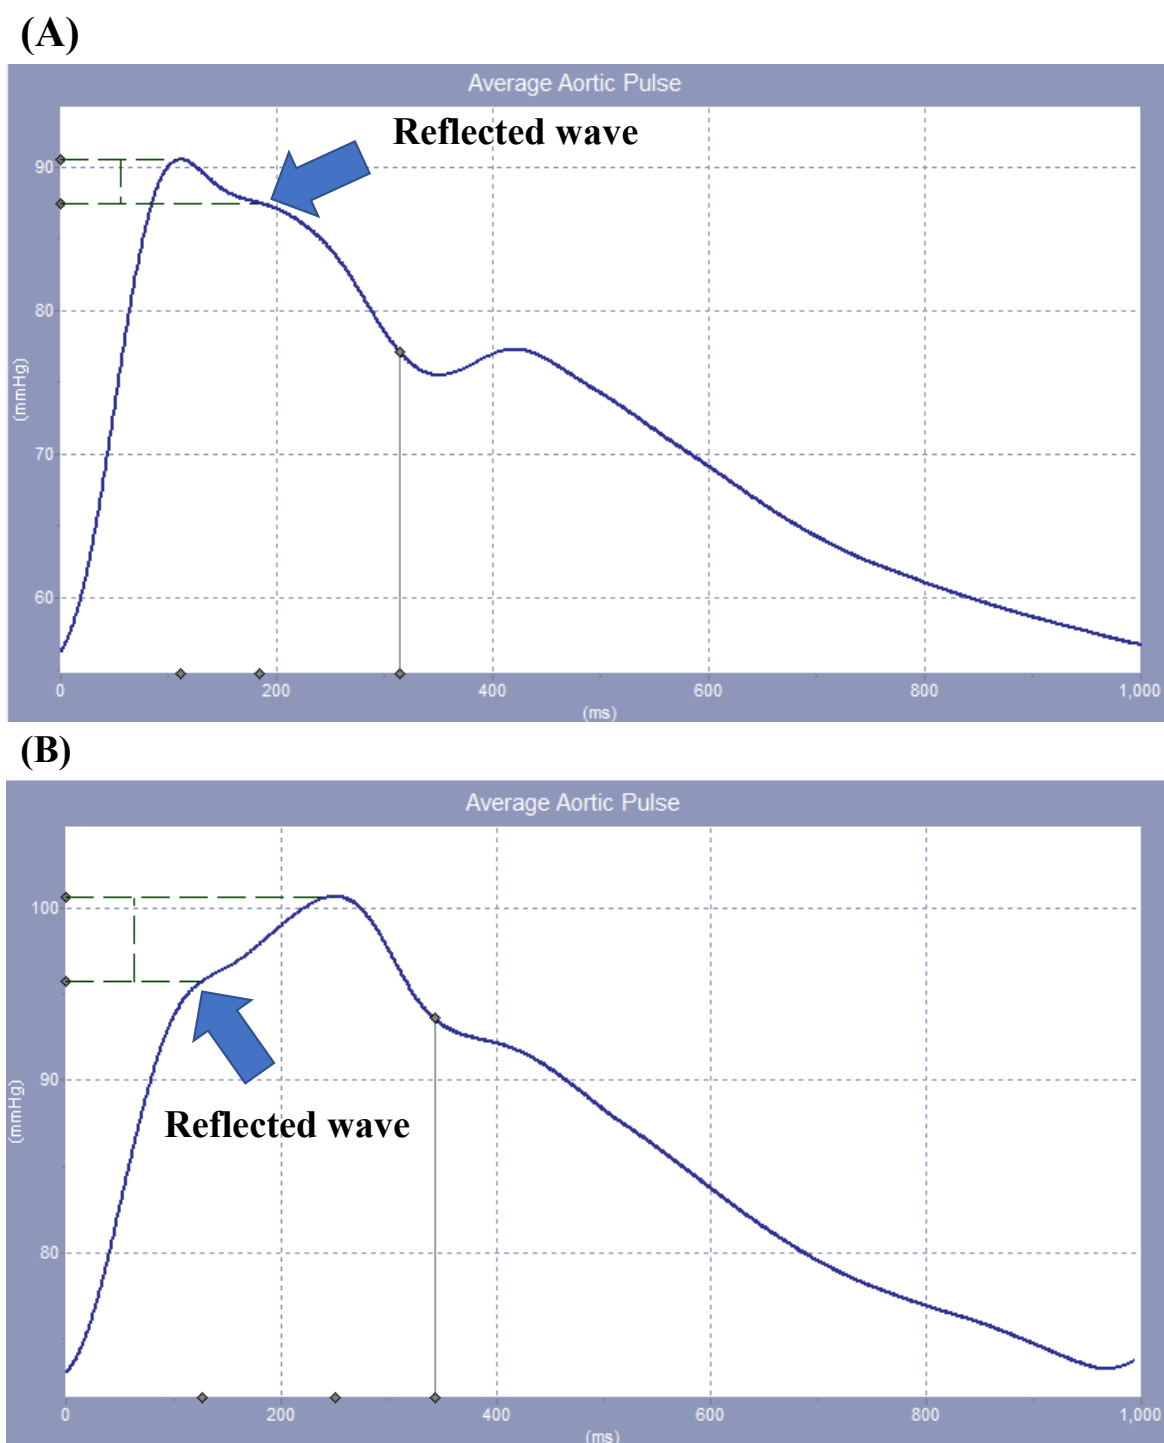 (A)
Average Aortic Pulse
Reflected wave
90
80
70
60
(mmHg)
0 200 400 600 800 1,000
(ms)
(B)
Average Aortic Pulse
100
90
80
(mmHg)
Reflected wave
0 200 400 600 800 1,000
(ms)